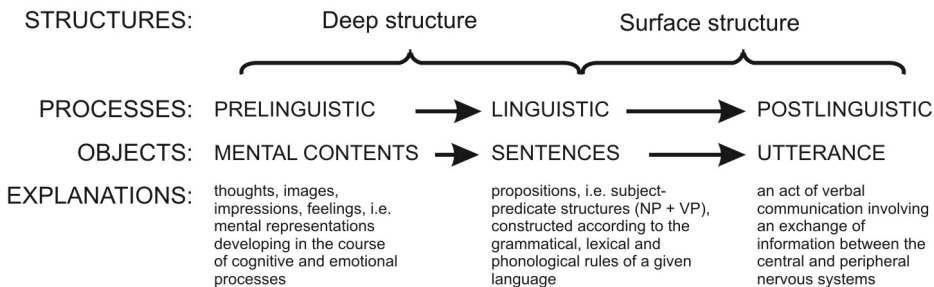 STRUCTURES: Deep structure Surface structure
PROCESSES: PRELINGUISTIC LINGUISTIC POSTLINGUISTIC
OBJECTS: MENTAL CONTENTS SENTENCES UTTERANCE
EXPLANATIONS:
thoughts, images,
impressions, feelings, i.e.
mental representations
developing in the course
of cognitive and emotional
processes
propositions, i.e. subject-
predicate structures (NP + VP),
constructed according to the
grammatical, lexical and
phonological rules of a given
language
an act of verbal
communication involving
an exchange of
information between the
central and peripheral
nervous systems